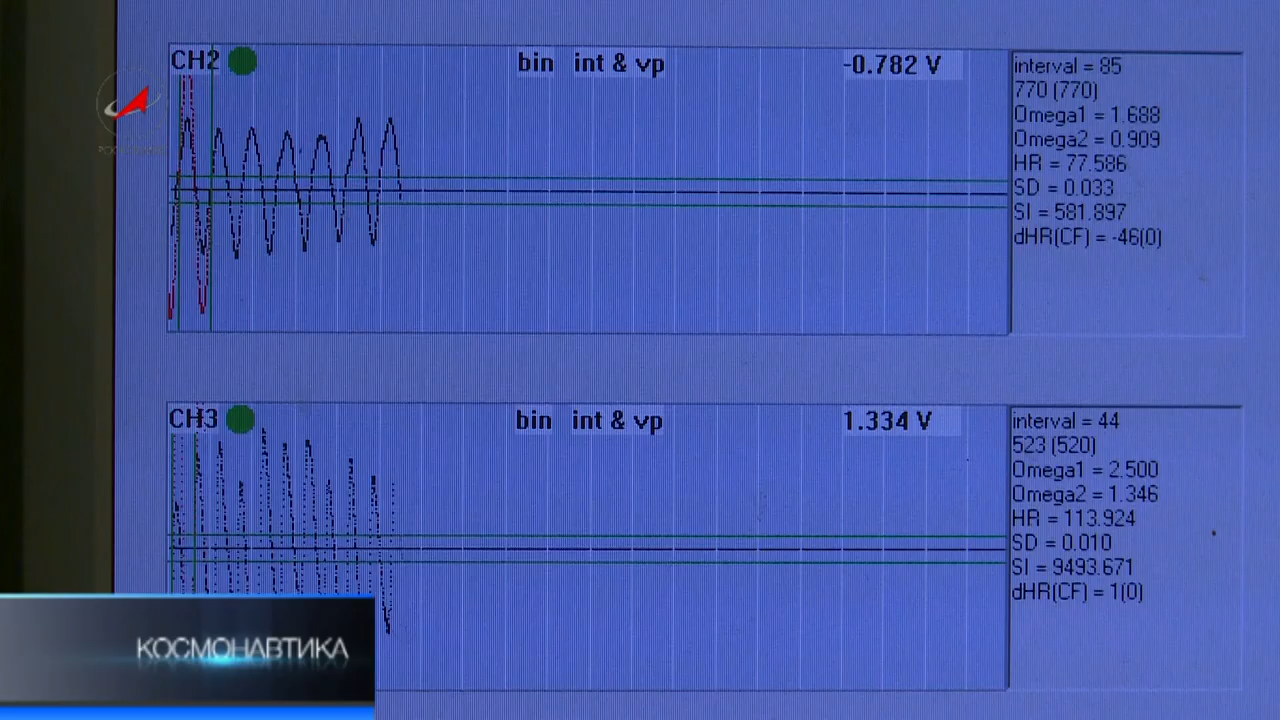 CH2 bin int & vp -0.782 V
interval = 85
770 (770)
Omega1 = 1.688
Omega2 = 0.909
HR = 77.586
SD = 0.033
SI = 581.897
dHR(CF) = -46(0)
CH3 bin int & vp 1.334 V
interval = 44
523 (520)
Omega1 = 2.500
Omega2 = 1.346
HR = 113.924
SD = 0.010
SI = 9493.671
dHR(CF) = 1(0)
КОСМОНАВТИКА